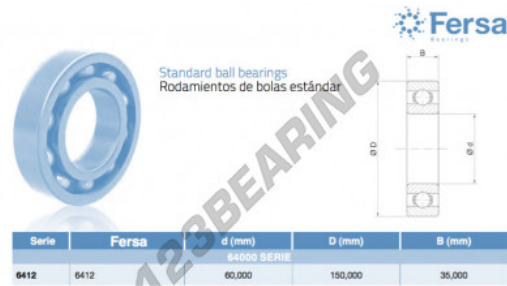 Fersa
Bearings
Standard ball bearings
Rodamientos de bolas estándar
B
Ø D
Ø d
123BEARING
Serie Fersa d (mm) D (mm) B (mm)
64000 SERIE
6412 6412 60,000 150,000 35,000